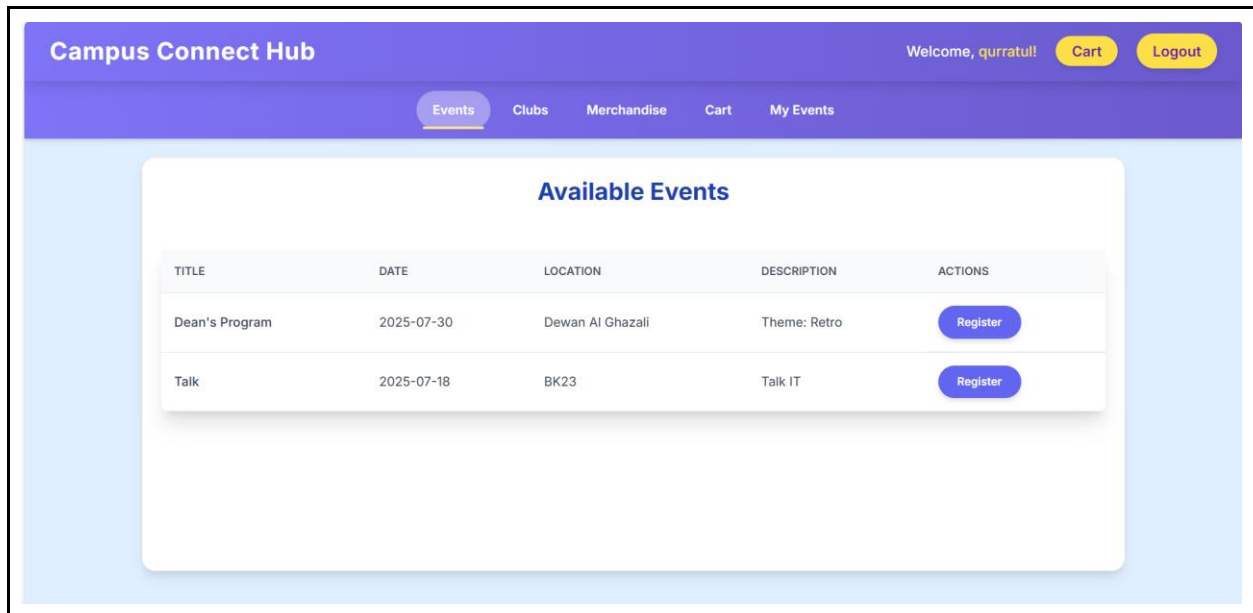 Campus Connect Hub
Welcome, qurratul! Cart Logout
Events Clubs Merchandise Cart My Events
Available Events
TITLE DATE LOCATION DESCRIPTION ACTIONS
Dean's Program 2025-07-30 Dewan Al Ghazali Theme: Retro Register
Talk 2025-07-18 BK23 Talk IT Register